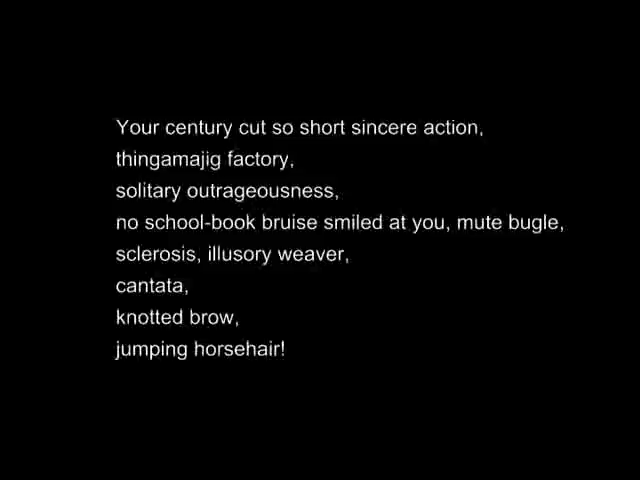 Your century cut so short sincere action,
thingamajig factory,
solitary outrageousness,
no school-book bruise smiled at you, mute bugle,
sclerosis, illusory weaver,
cantata,
knotted brow,
jumping horsehair!